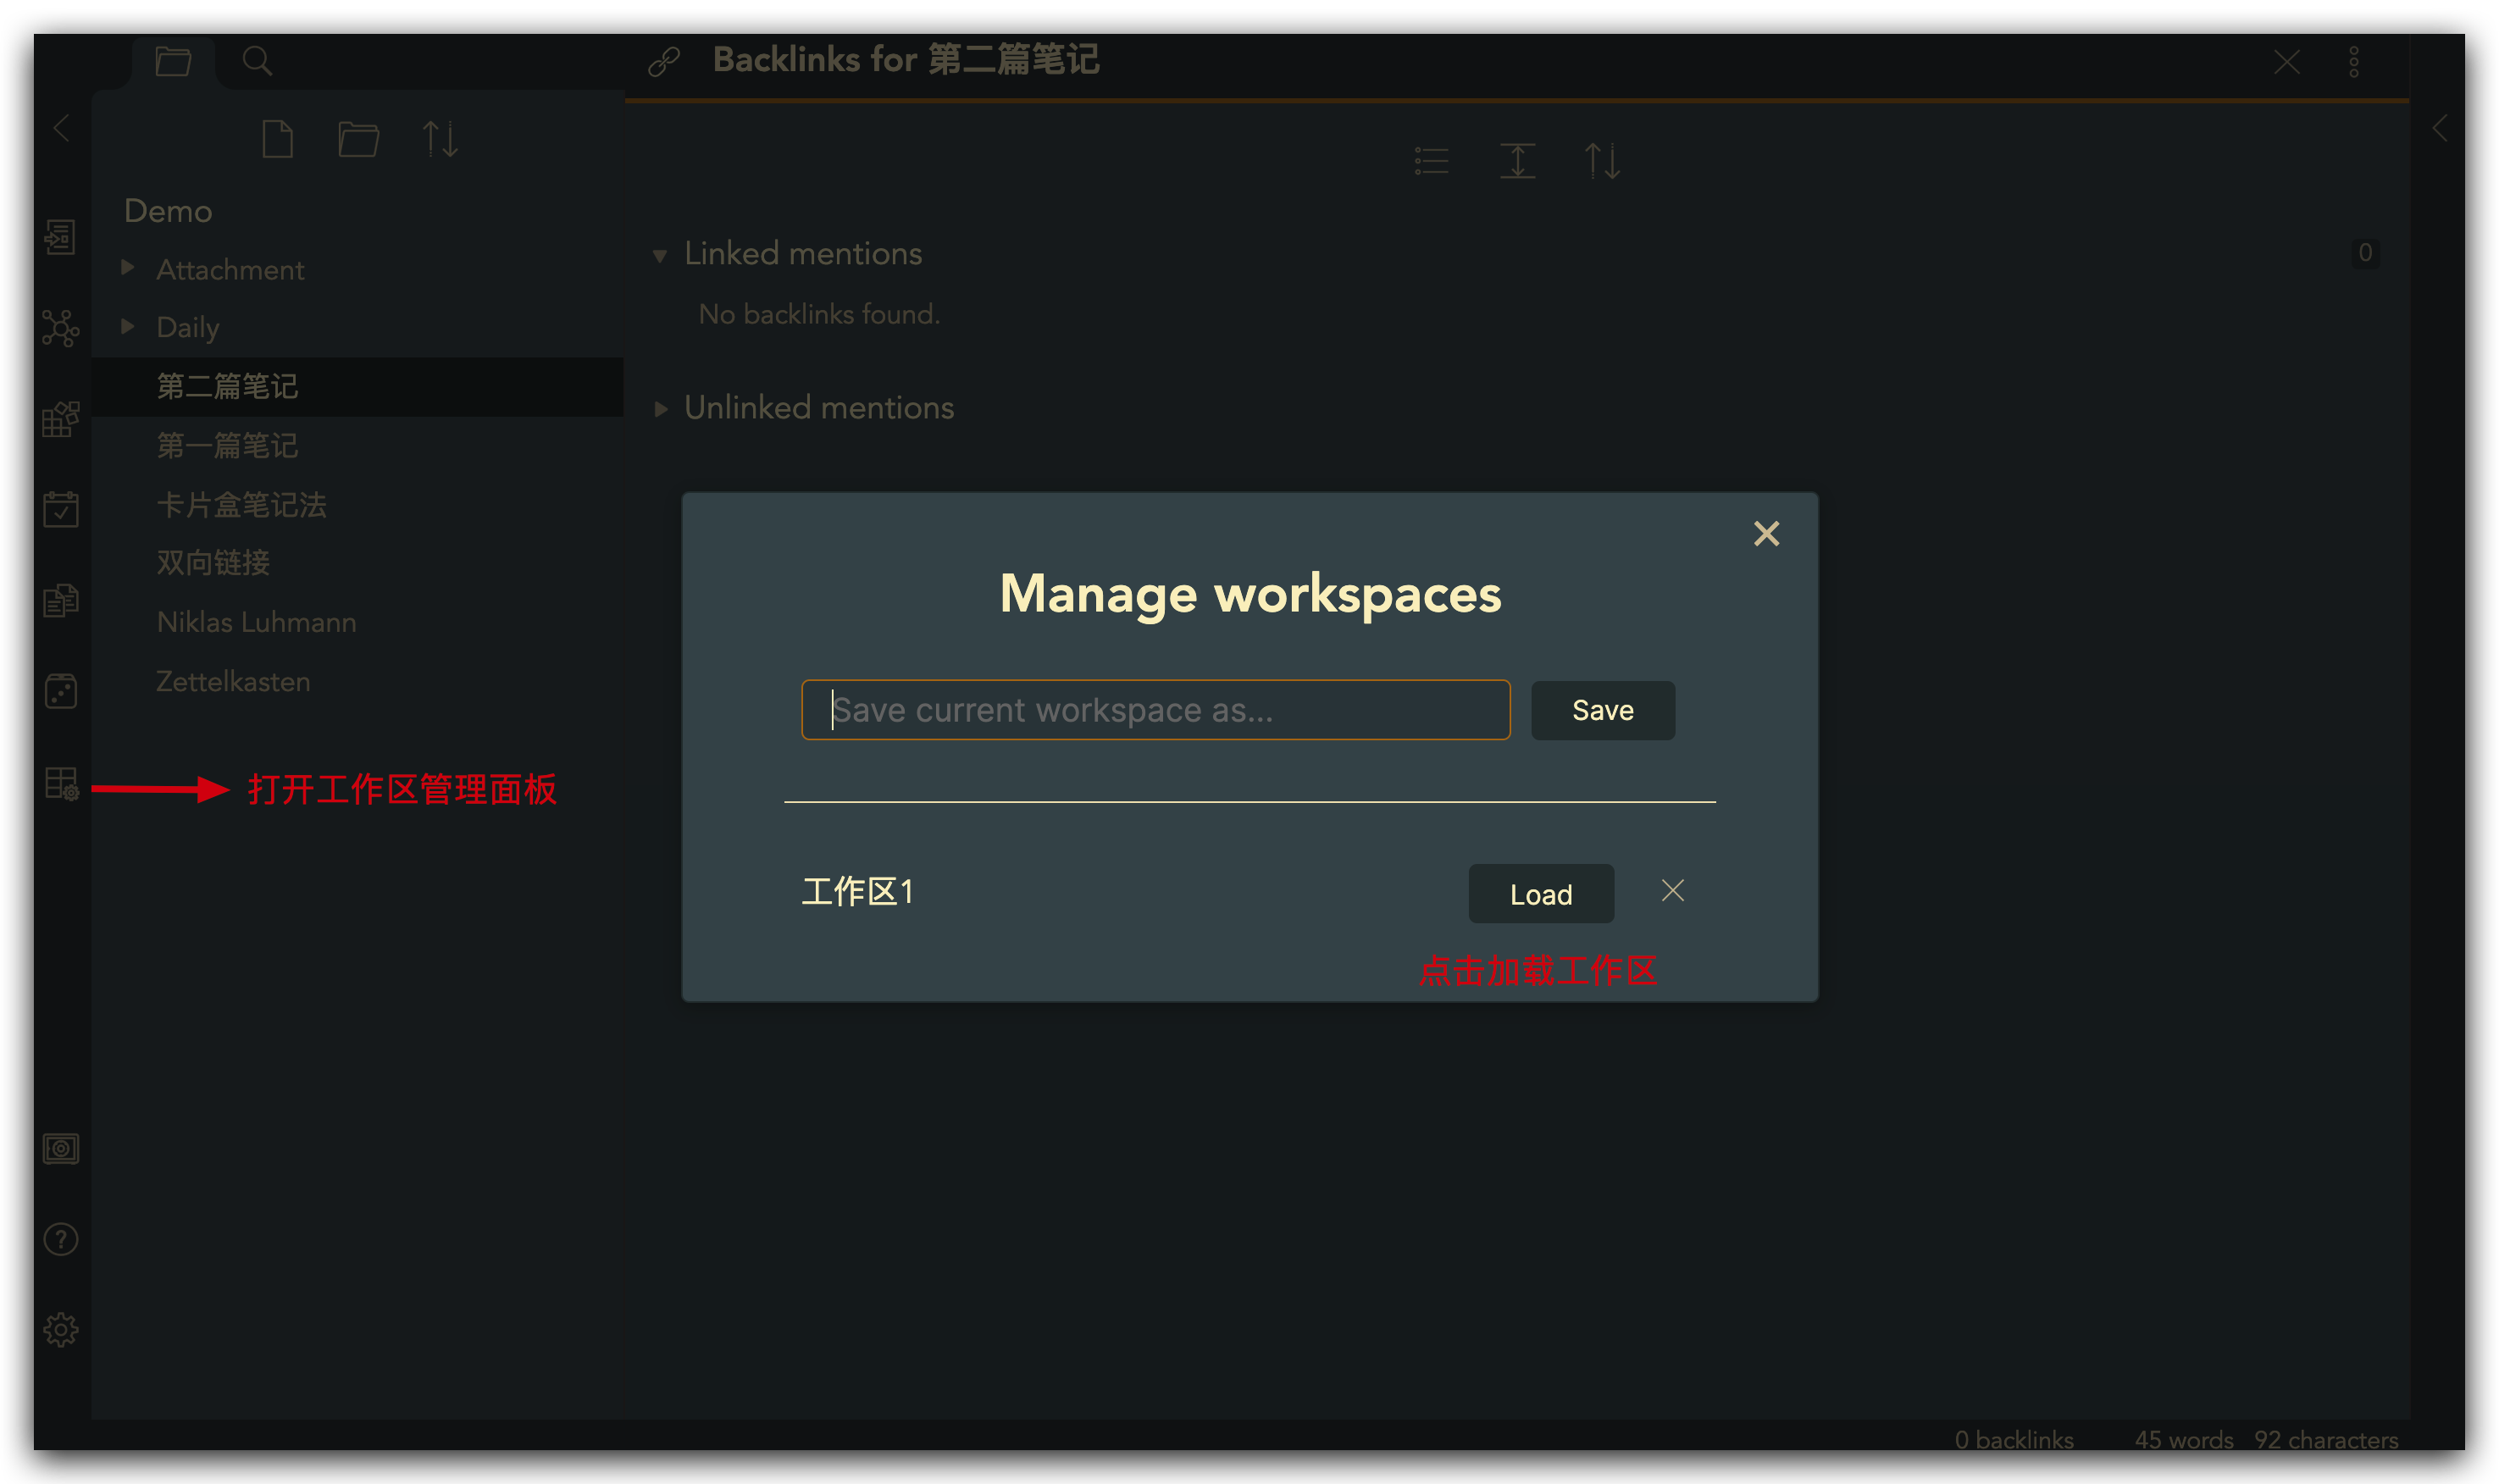 Backlinks for 第二篇笔记
Demo
Attachment
Daily
第二篇笔记
第一篇笔记
卡片盒笔记法
双向链接
Niklas Luhmann
Zettelkasten
打开工作区管理面板
Linked mentions
0
No backlinks found.
Unlinked mentions
Manage workspaces
Save current workspace as...
Save
工作区1
Load
点击加载工作区
0 backlinks 45 words 92 characters